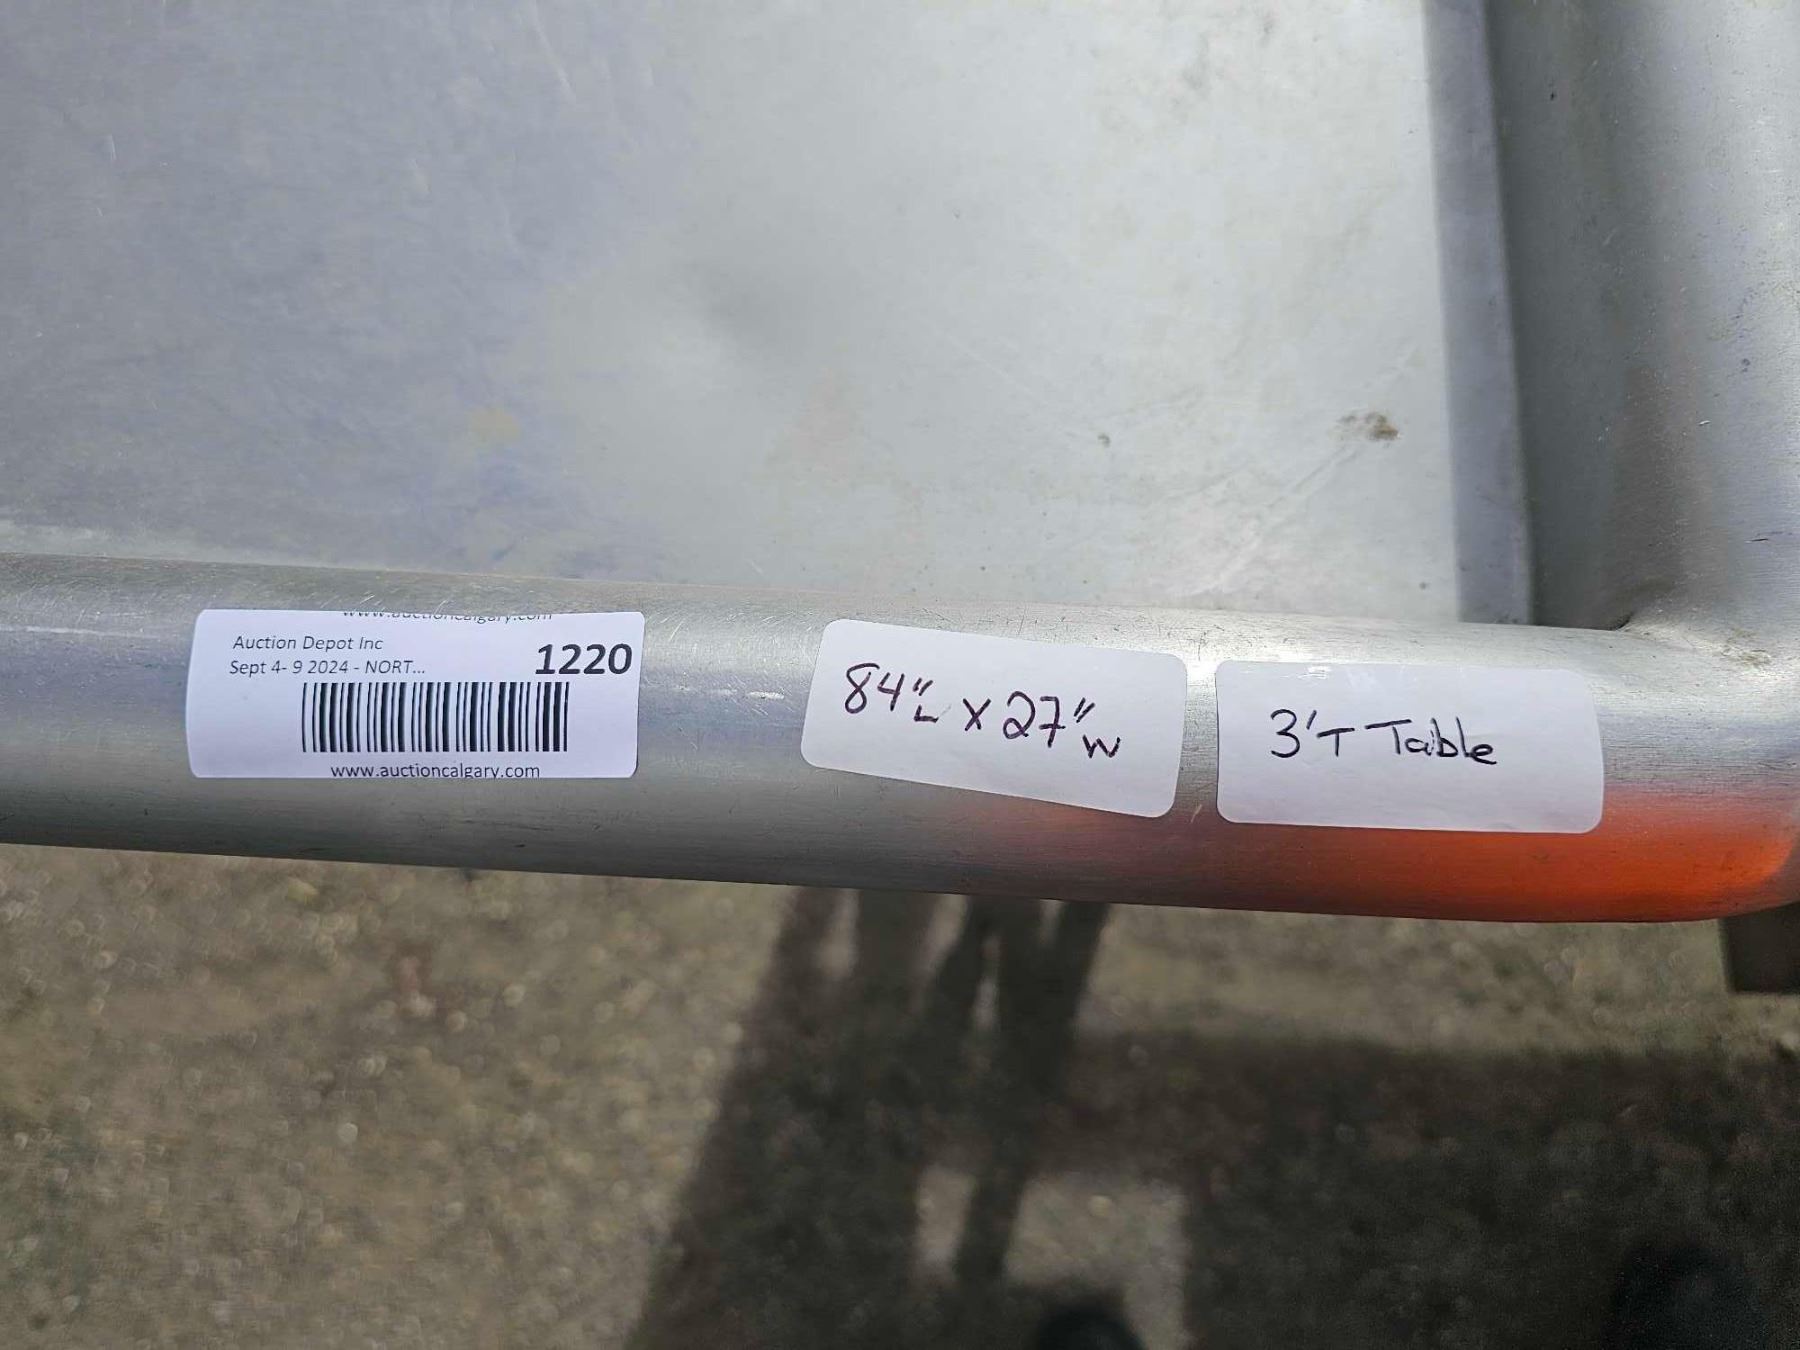 www.auctioncalgary.com
Auction Depot Inc
Sept 4- 9 2024 - NORT...
1220
www.auctioncalgary.com
84"L X 27"W
3'T Table